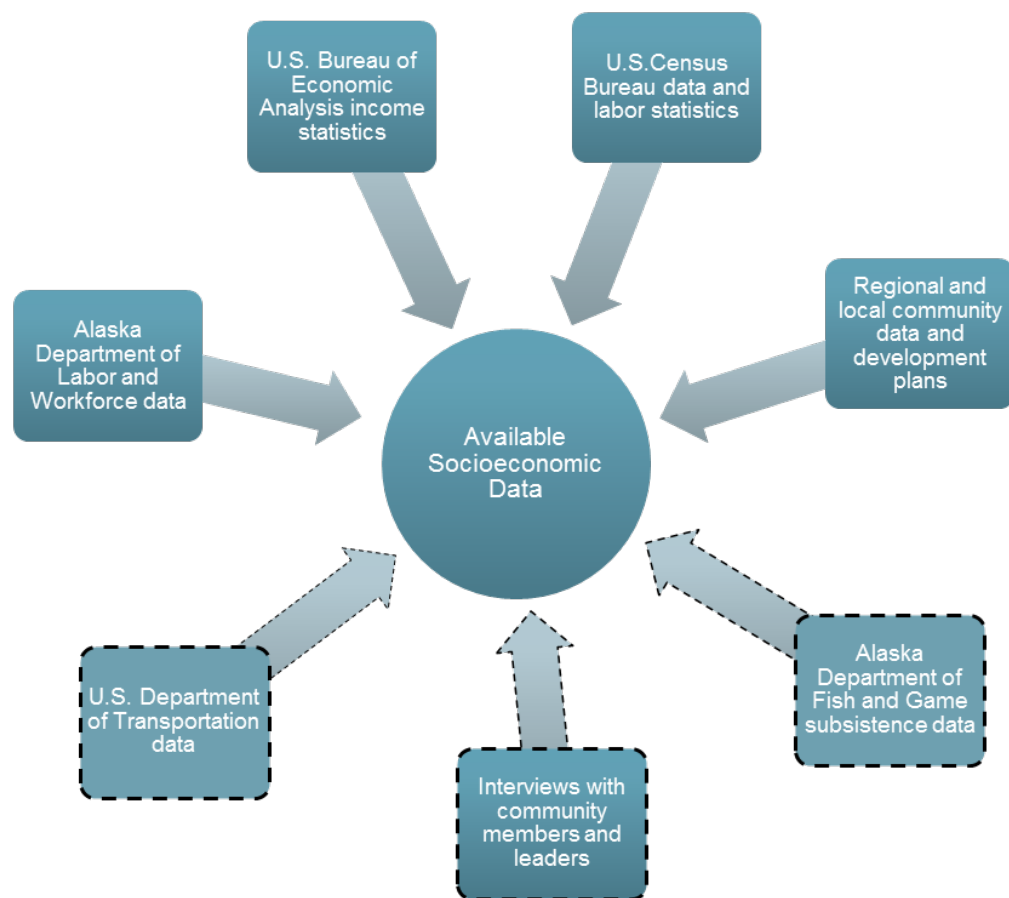 U.S. Bureau of
Economic
Analysis income
statistics
U.S.Census
Bureau data and
labor statistics
Regional and
local community
data and
development
plans
Alaska
Department of
Labor and
Workforce data
Available
Socioeconomic
Data
U.S. Department
of Transportation
data
Interviews with
community
members and
leaders
Alaska
Department of
Fish and Game
subsistence data